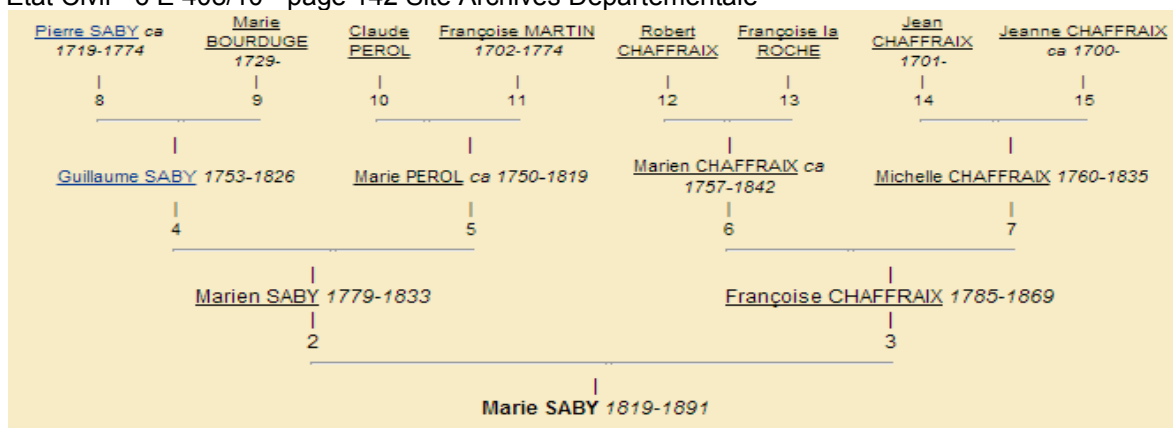 Etat Civil - 6 E 408/10 - page 142 Site Archives Départementale
Pierre SABY ca 1719-1774
Marie BOURDUGE 1729-
Claude PEROL
Françoise MARTIN 1702-1774
Robert CHAFFRAIX
Françoise la ROCHE
Jean CHAFFRAIX 1701-
Jeanne CHAFFRAIX ca 1700-
8 9 10 11 12 13 14 15
Guillaume SABY 1753-1826
Marie PEROL ca 1750-1819
Marien CHAFFRAIX ca 1757-1842
Michelle CHAFFRAIX 1760-1835
4 5 6 7
Marien SABY 1779-1833
Françoise CHAFFRAIX 1785-1869
2 3
Marie SABY 1819-1891